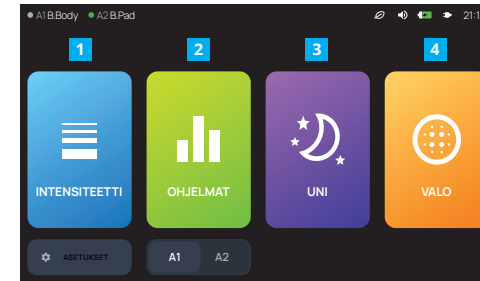 A1 B.Body A2 B.Pad 21:1
1 2 3 4
INTENSITEETTI OHJELMAT UNI VALO
ASETUKSET A1 A2